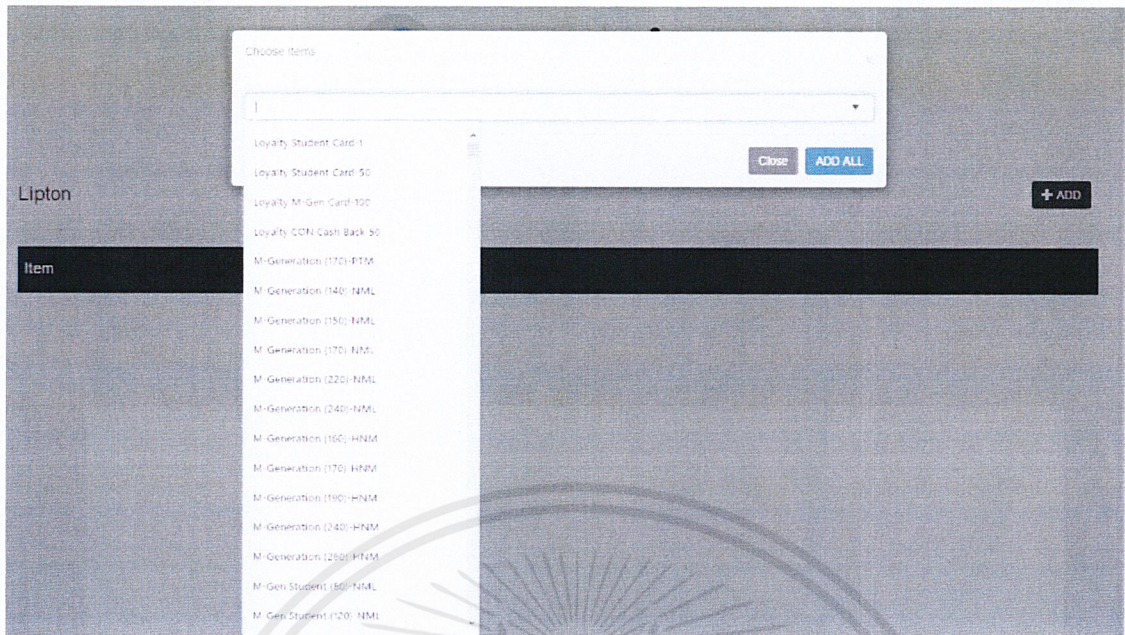 Choose Items
Loyalty Student Card-1
Loyalty Student Card-50
Loyalty M-Gen Card-100
Loyalty CON Cash Back-50
Close
ADD ALL
Lipton
+ ADD
Item
M-Generation (170)-PTM
M-Generation (140)-NML
M-Generation (150)-NML
M-Generation (170)-NML
M-Generation (220)-NML
M-Generation (240)-NML
M-Generation (160)-HNM
M-Generation (170)-HNM
M-Generation (190)-HNM
M-Generation (240)-HNM
M-Generation (260)-HNM
M-Gen Student (80)-NML
M-Gen Student (120)-NML